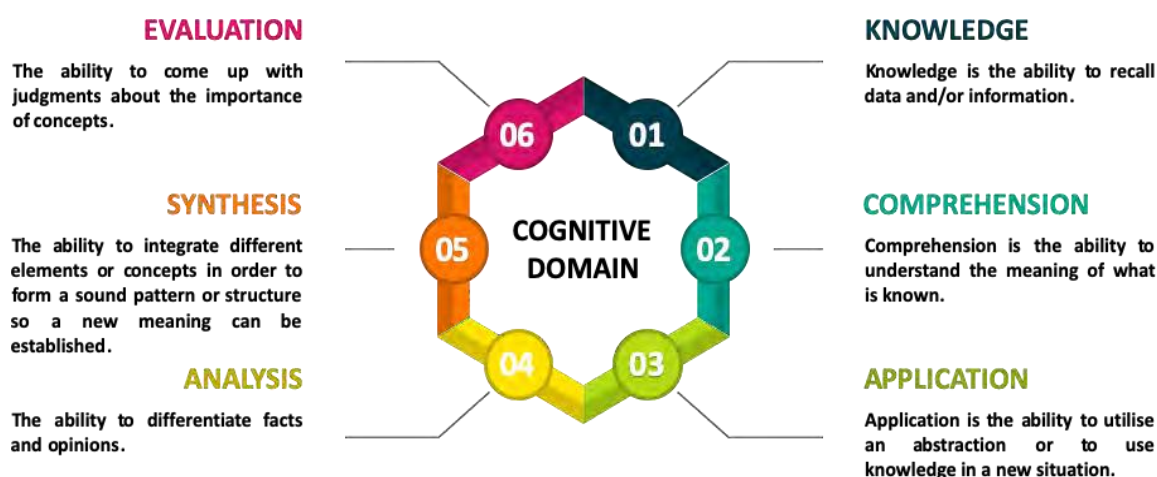 EVALUATION
The ability to come up with
judgments about the importance
of concepts.
SYNTHESIS
The ability to integrate different
elements or concepts in order to
form a sound pattern or structure
so a new meaning can be
established.
ANALYSIS
The ability to differentiate facts
and opinions.
06
01
05
COGNITIVE
DOMAIN
02
04
03
KNOWLEDGE
Knowledge is the ability to recall
data and/or information.
COMPREHENSION
Comprehension is the ability to
understand the meaning of what
is known.
APPLICATION
Application is the ability to utilise
an abstraction or to use
knowledge in a new situation.